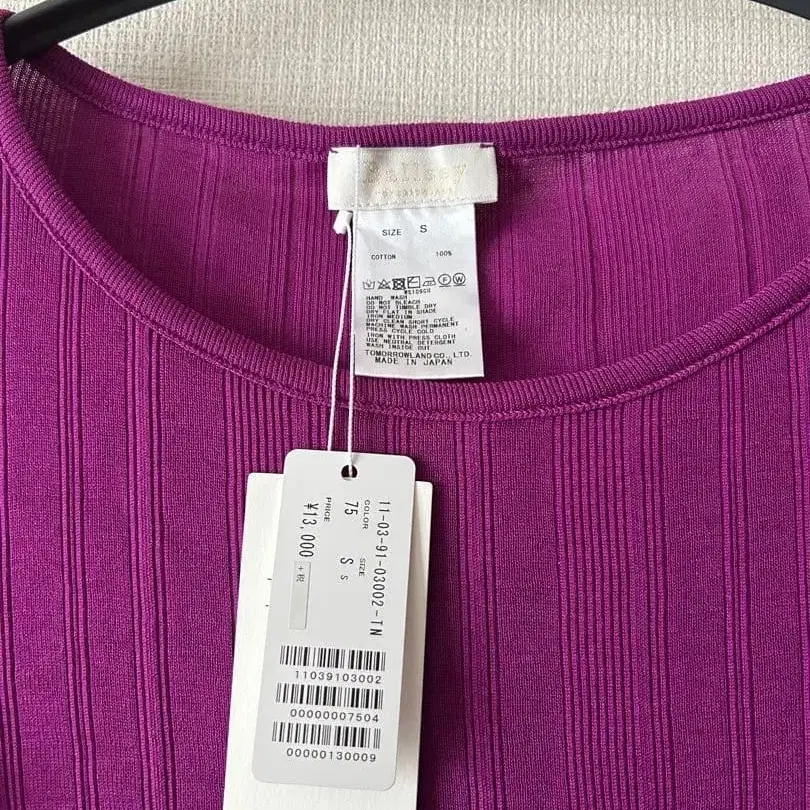 Ballsey
SIZE S
COTTON 100%
HAND WASH
DO NOT BLEACH
DO NOT TUMBLE DRY
DRY FLAT IN SHADE
IRON MEDIUM
DRY CLEAN SHORT CYCLE
MACHINE WASH PERMANENT
PRESS CYCLE COLD
IRON WITH PRESS CLOTH
USE NEUTRAL DETERGENT
WASH INSIDE OUT
TOMORROWLAND CO., LTD.
MADE IN JAPAN
11-03-91-03002-TN
COLOR SIZE
75 S s
PRICE
¥13,000 +税
11039103002
00000007504
00000130009